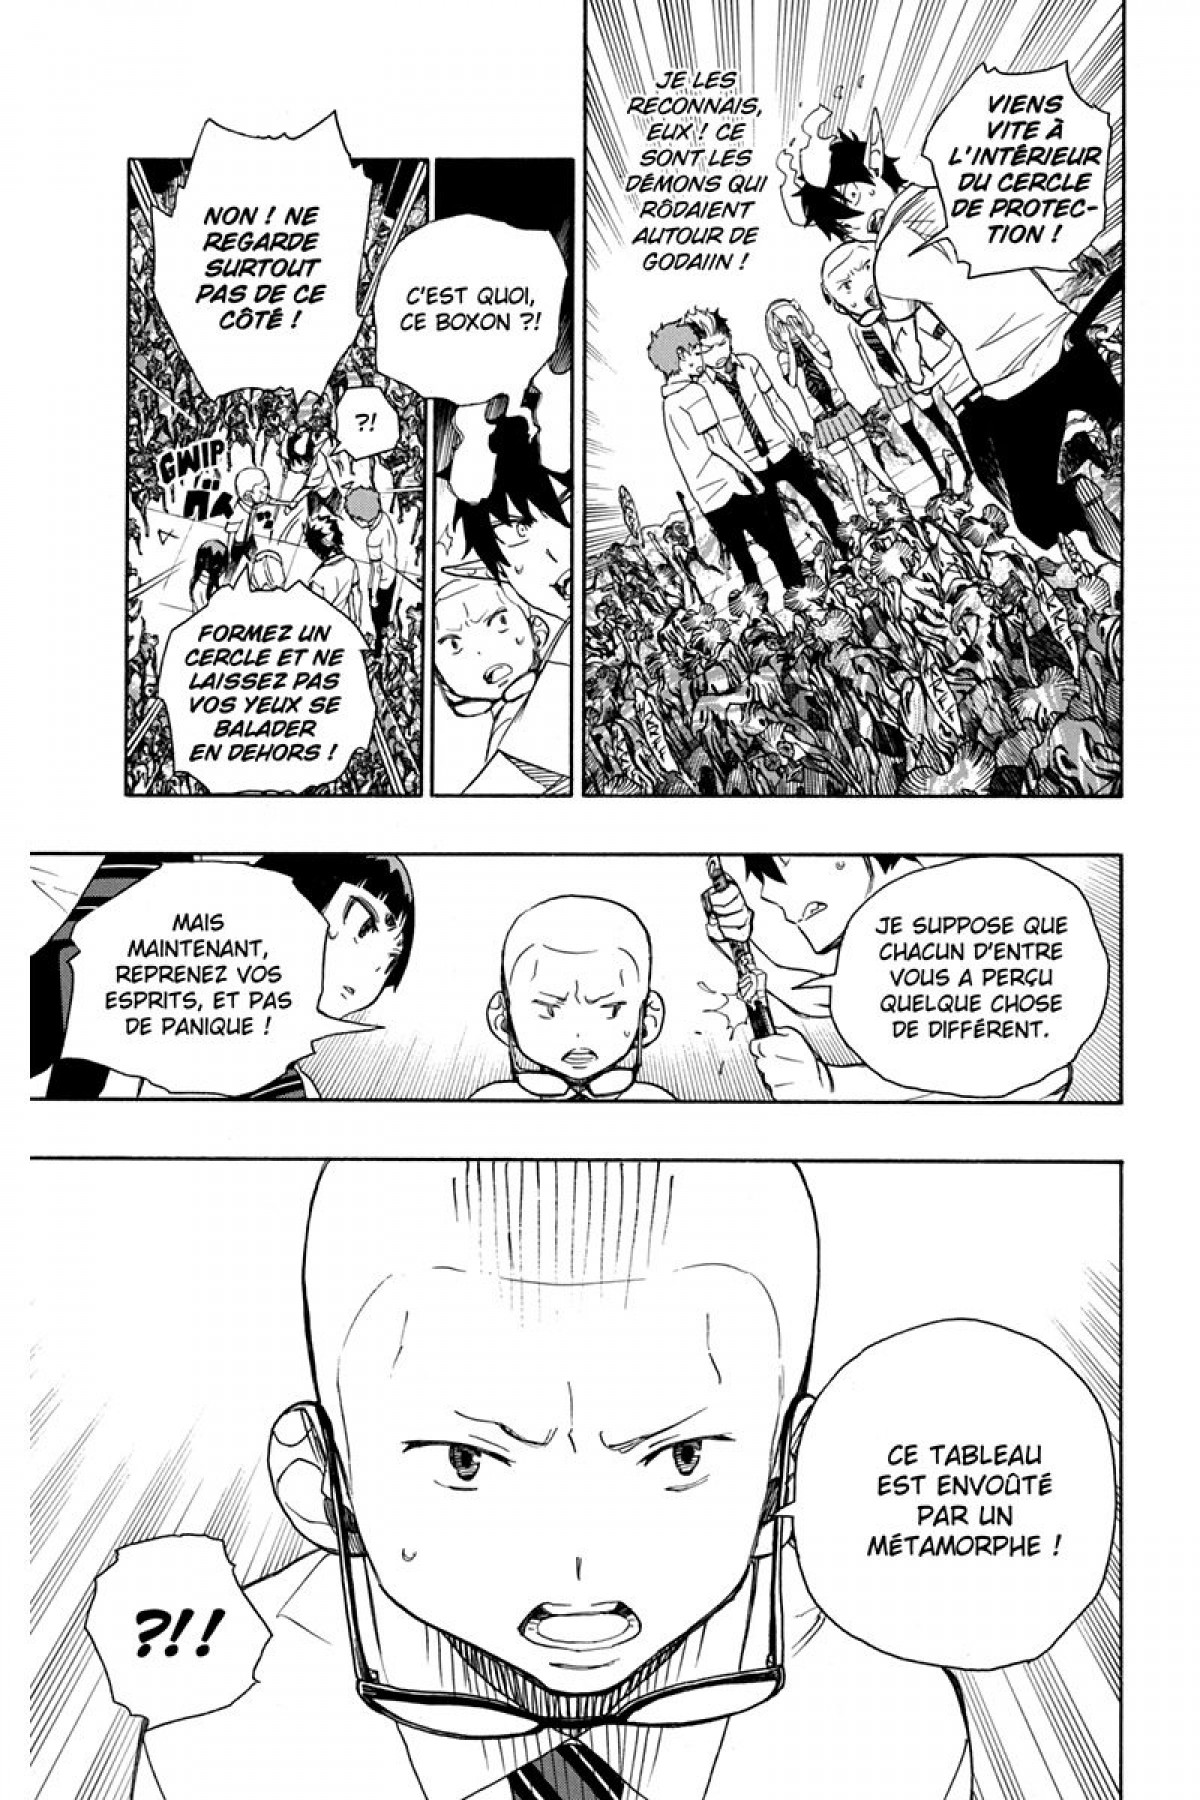 VIENS
VITE À
L'INTÉRIEUR
DU CERCLE
DE PROTEC-
TION !
JE LES
RECONNAIS,
EUX ! CE
SONT LES
DÉMONS QUI
RÔDAIENT
AUTOUR DE
GODAIIN !
C'EST QUOI,
CE BOXON ?!
NON ! NE
REGARDE
SURTOUT
PAS DE CE
CÔTÉ !
?!
GWIP
FORMEZ UN
CERCLE ET NE
LAISSEZ PAS
VOS YEUX SE
BALADER
EN DEHORS !
JE SUPPOSE QUE
CHACUN D'ENTRE
VOUS A PERÇU
QUELQUE CHOSE
DE DIFFÉRENT.
MAIS
MAINTENANT,
REPRENEZ VOS
ESPRITS, ET PAS
DE PANIQUE !
CE TABLEAU
EST ENVOÛTÉ
PAR UN
MÉTAMORPHE !
?!!